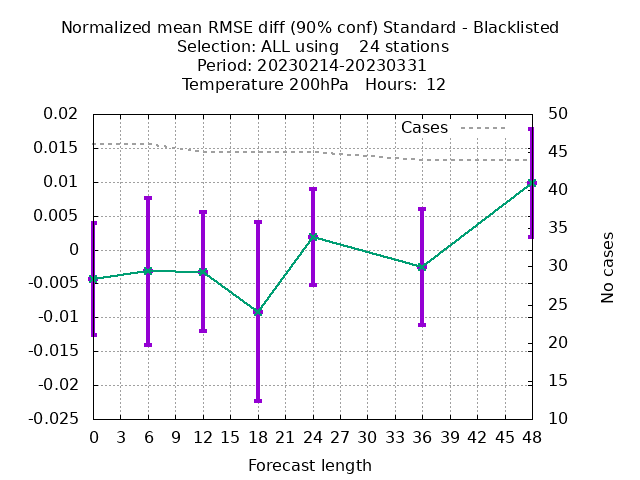 Normalized mean RMSE diff (90% conf) Standard - Blacklisted
Selection: ALL using    24 stations
Period: 20230214-20230331
Temperature 200hPa   Hours:  12
Cases
0.02
0.015
0.01
0.005
0
-0.005
-0.01
-0.015
-0.02
-0.025
50
45
40
35
30
25
20
15
10
No cases
0 3 6 9 12 15 18 21 24 27 30 33 36 39 42 45 48
Forecast length